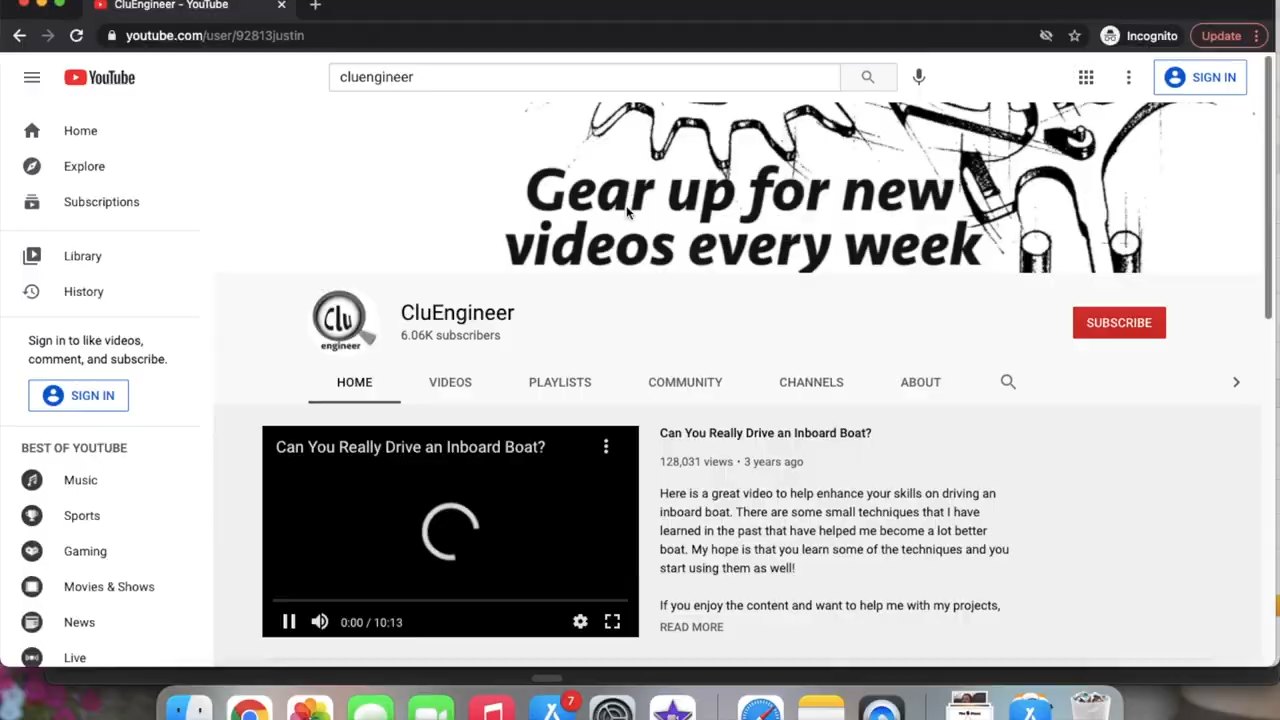 CluEngineer - YouTube
youtube.com/user/92813justin
Incognito
Update
YouTube
cluengineer
SIGN IN
Home
Explore
Subscriptions
Library
History
Sign in to like videos,
comment, and subscribe.
SIGN IN
BEST OF YOUTUBE
Music
Sports
Gaming
Movies & Shows
News
Live
Gear up for new
videos every week
Clu
engineer
CluEngineer
6.06K subscribers
SUBSCRIBE
HOME VIDEOS PLAYLISTS COMMUNITY CHANNELS ABOUT
Can You Really Drive an Inboard Boat?
0:00 / 10:13
Can You Really Drive an Inboard Boat?
128,031 views • 3 years ago
Here is a great video to help enhance your skills on driving an
inboard boat. There are some small techniques that I have
learned in the past that have helped me become a lot better
boat. My hope is that you learn some of the techniques and you
start using them as well!
If you enjoy the content and want to help me with my projects,
READ MORE
7